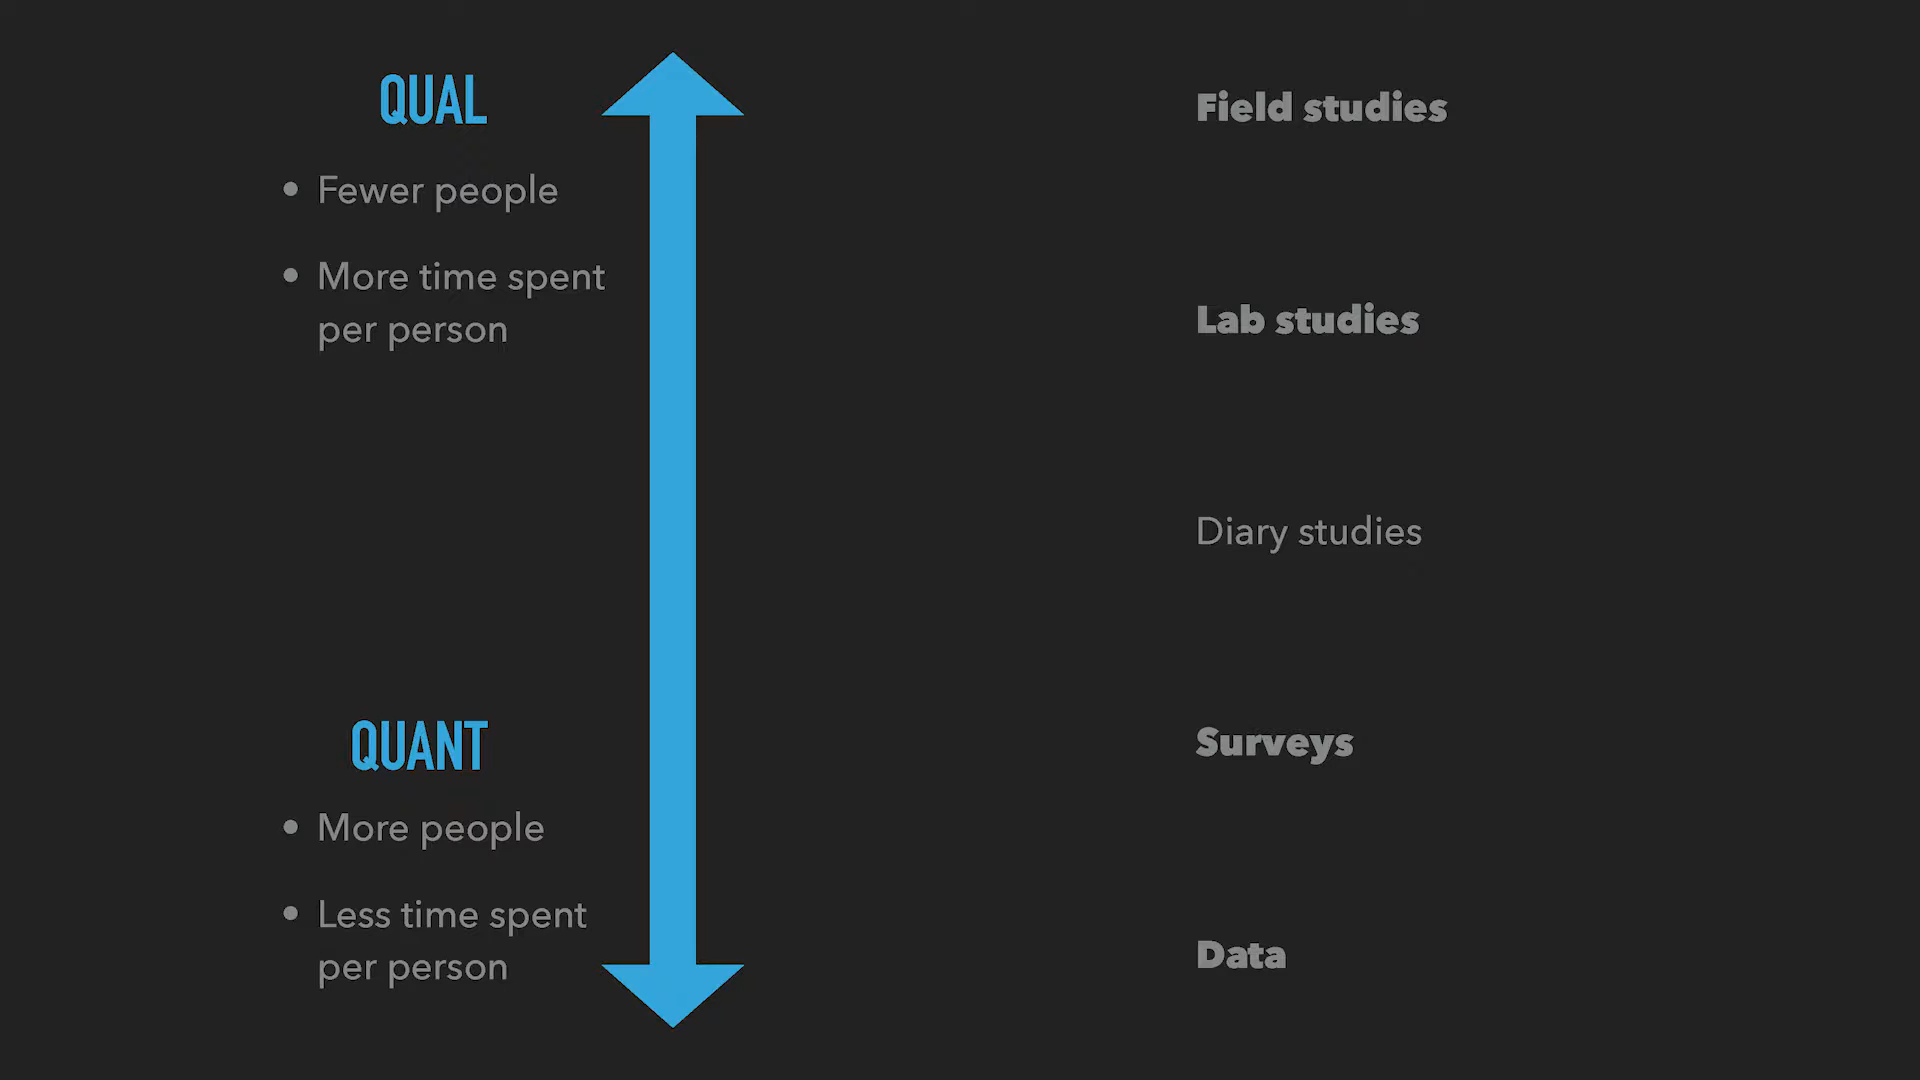 QUAL
• Fewer people
• More time spent
per person
QUANT
• More people
• Less time spent
per person
Field studies
Lab studies
Diary studies
Surveys
Data